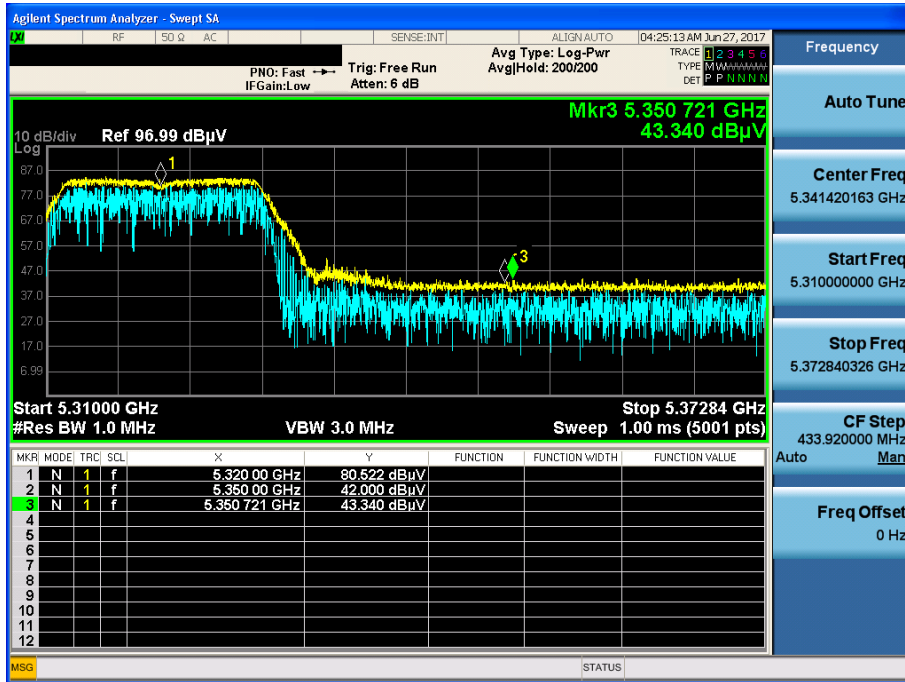 Agilent Spectrum Analyzer - Swept SA
LXI RF 50 Ω AC SENSE:INT ALIGN AUTO 04:25:13 AM Jun 27, 2017
PNO: Fast
IFGain:Low
Trig: Free Run
Atten: 6 dB
Avg Type: Log-Pwr
Avg|Hold: 200/200
TRACE 1 2 3 4 5 6
TYPE MWWWWW
DET P P N N N N
Mkr3 5.350 721 GHz
43.340 dBµV
10 dB/div Ref 96.99 dBµV
Log
87.0
77.0
67.0
57.0
47.0
37.0
27.0
17.0
6.99
1
3
Start 5.31000 GHz Stop 5.37284 GHz
#Res BW 1.0 MHz VBW 3.0 MHz Sweep 1.00 ms (5001 pts)
MKR MODE TRC SCL X Y FUNCTION FUNCTION WIDTH FUNCTION VALUE
1 N 1 f 5.320 00 GHz 80.522 dBµV
2 N 1 f 5.350 00 GHz 42.000 dBµV
3 N 1 f 5.350 721 GHz 43.340 dBµV
4
5
6
7
8
9
10
11
12
MSG STATUS
Frequency
Auto Tune
Center Freq
5.341420163 GHz
Start Freq
5.310000000 GHz
Stop Freq
5.372840326 GHz
CF Step
433.920000 MHz
Auto Man
Freq Offset
0 Hz